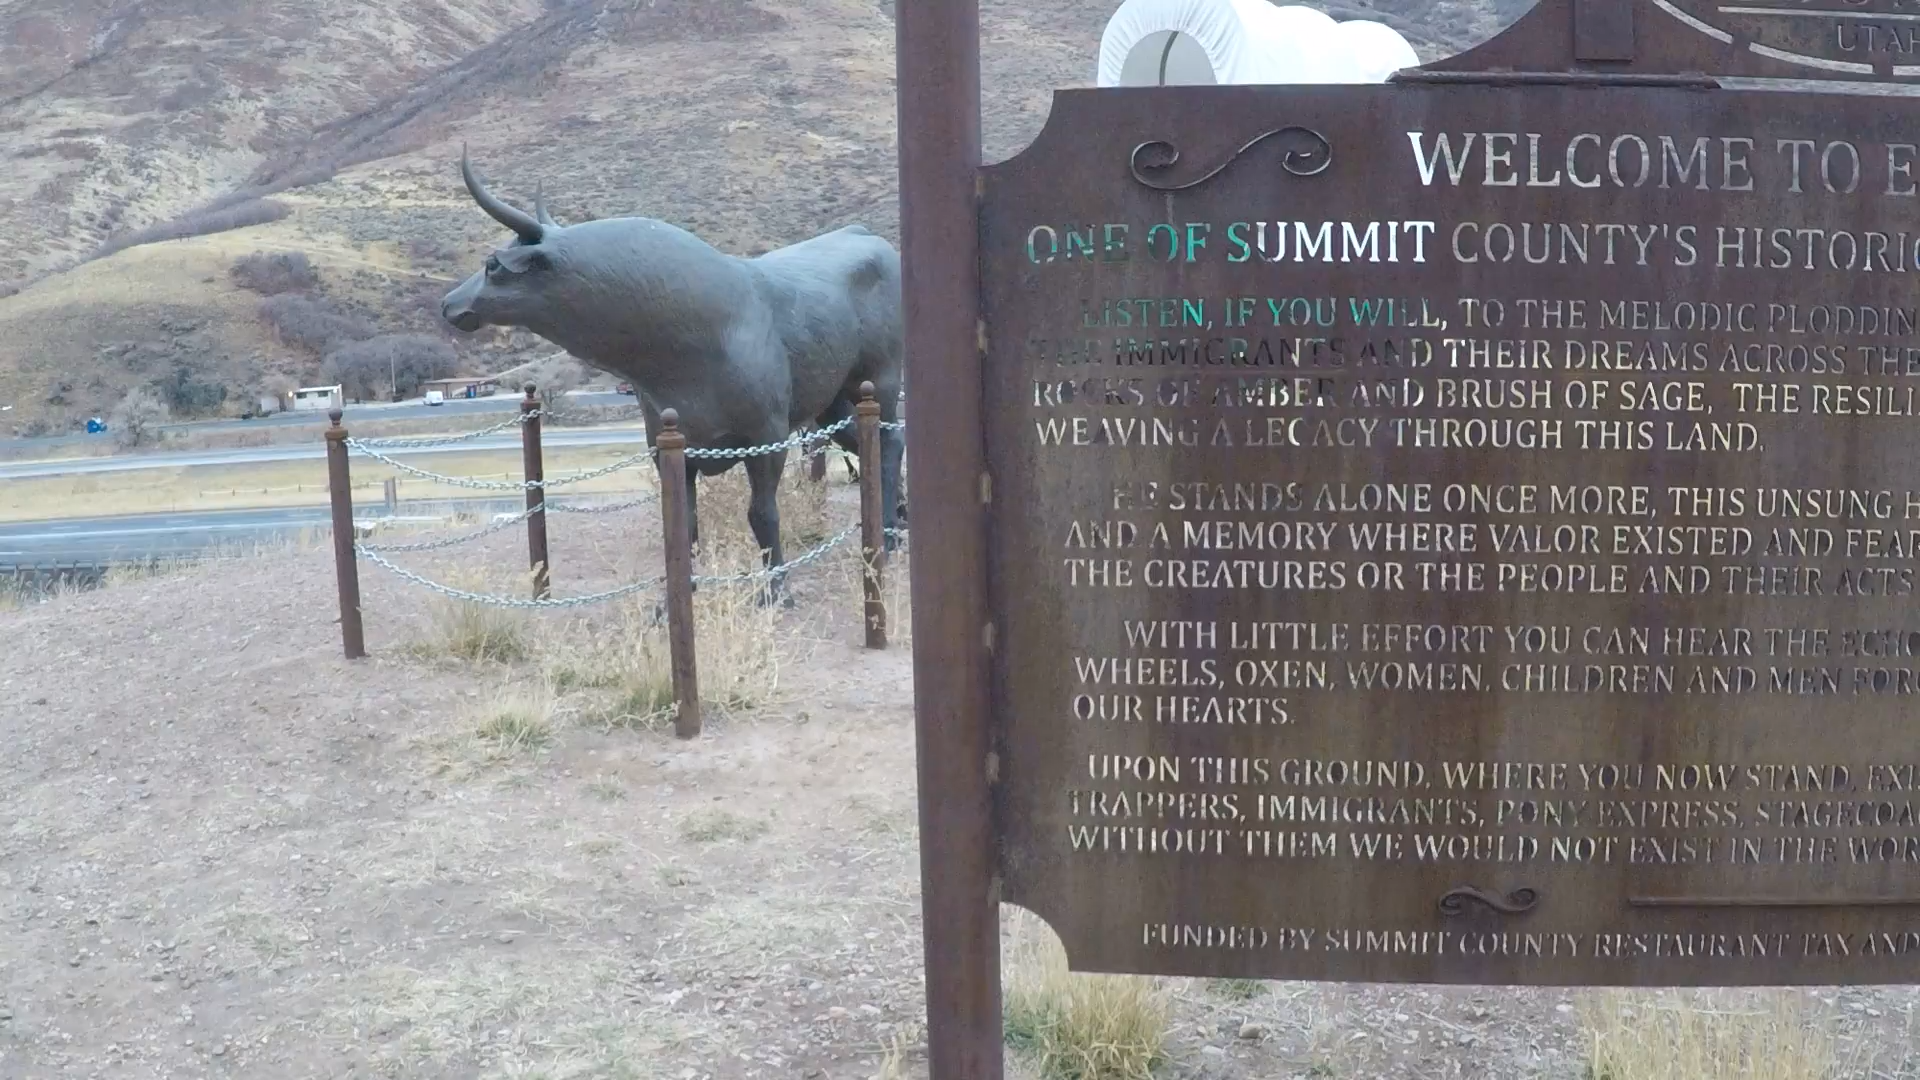 UTAH
WELCOME TO E
ONE OF SUMMIT COUNTY'S HISTORIC
LISTEN, IF YOU WILL, TO THE MELODIC PLODDIN
THE IMMIGRANTS AND THEIR DREAMS ACROSS THE
ROCKS OF AMBER AND BRUSH OF SAGE, THE RESILI
WEAVING A LEGACY THROUGH THIS LAND.
HE STANDS ALONE ONCE MORE, THIS UNSUNG H
AND A MEMORY WHERE VALOR EXISTED AND FEAR
THE CREATURES OR THE PEOPLE AND THEIR ACTS
WITH LITTLE EFFORT YOU CAN HEAR THE ECHO
WHEELS, OXEN, WOMEN, CHILDREN AND MEN FORG
OUR HEARTS.
UPON THIS GROUND, WHERE YOU NOW STAND, EXI
TRAPPERS, IMMIGRANTS, PONY EXPRESS, STAGECOA
WITHOUT THEM WE WOULD NOT EXIST IN THE WOR
FUNDED BY SUMMIT COUNTY RESTAURANT TAX AND